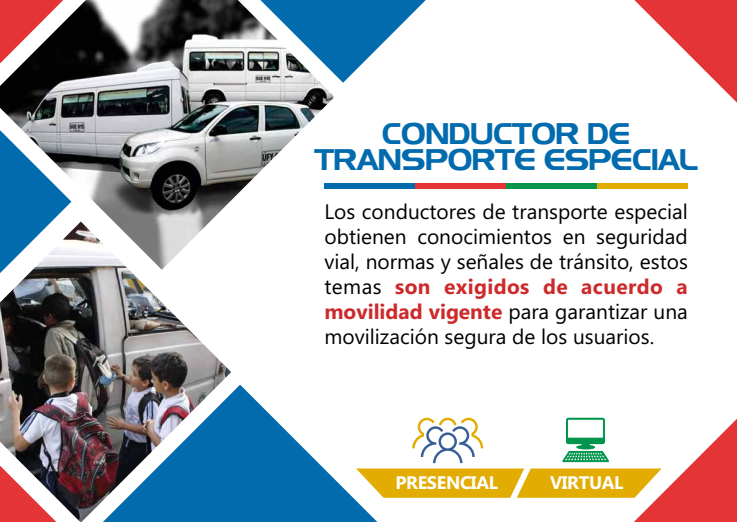 CONDUCTOR DE
TRANSPORTE ESPECIAL
Los conductores de transporte especial
obtienen conocimientos en seguridad
vial, normas y señales de tránsito, estos
temas son exigidos de acuerdo a
movilidad vigente para garantizar una
movilización segura de los usuarios.
PRESENCIAL
VIRTUAL